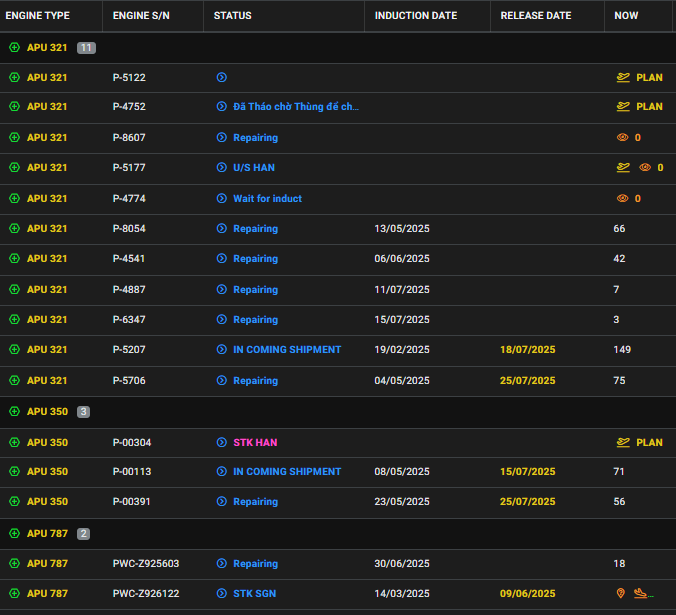 ENGINE TYPE ENGINE S/N STATUS INDUCTION DATE RELEASE DATE NOW
APU 321 11
APU 321 P-5122 PLAN
APU 321 P-4752 Đã Tháo chờ Thùng để ch... PLAN
APU 321 P-8607 Repairing 0
APU 321 P-5177 U/S HAN 0
APU 321 P-4774 Wait for induct 0
APU 321 P-8054 Repairing 13/05/2025 66
APU 321 P-4541 Repairing 06/06/2025 42
APU 321 P-4887 Repairing 11/07/2025 7
APU 321 P-6347 Repairing 15/07/2025 3
APU 321 P-5207 IN COMING SHIPMENT 19/02/2025 18/07/2025 149
APU 321 P-5706 Repairing 04/05/2025 25/07/2025 75
APU 350 3
APU 350 P-00304 STK HAN PLAN
APU 350 P-00113 IN COMING SHIPMENT 08/05/2025 15/07/2025 71
APU 350 P-00391 Repairing 23/05/2025 25/07/2025 56
APU 787 2
APU 787 PWC-Z925603 Repairing 30/06/2025 18
APU 787 PWC-Z926122 STK SGN 14/03/2025 09/06/2025 ...